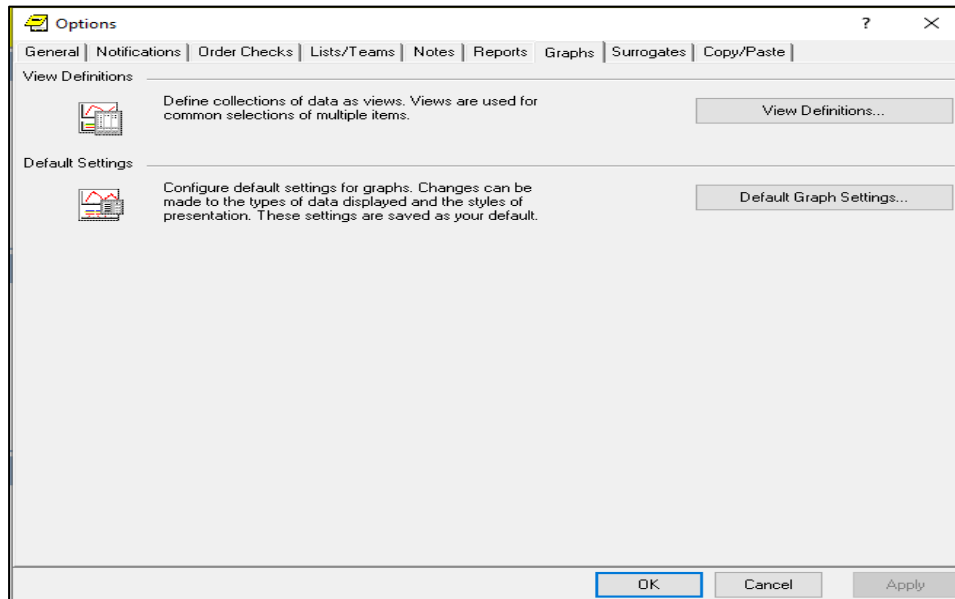 Options
?
General
Notifications
Order Checks
Lists/Teams
Notes
Reports
Graphs
Surrogates
Copy/Paste
View Definitions
Define collections of data as views. Views are used for
common selections of multiple items.
View Definitions...
Default Settings
Configure default settings for graphs. Changes can be
made to the types of data displayed and the styles of
presentation. These settings are saved as your default.
Default Graph Settings...
OK
Cancel
Apply